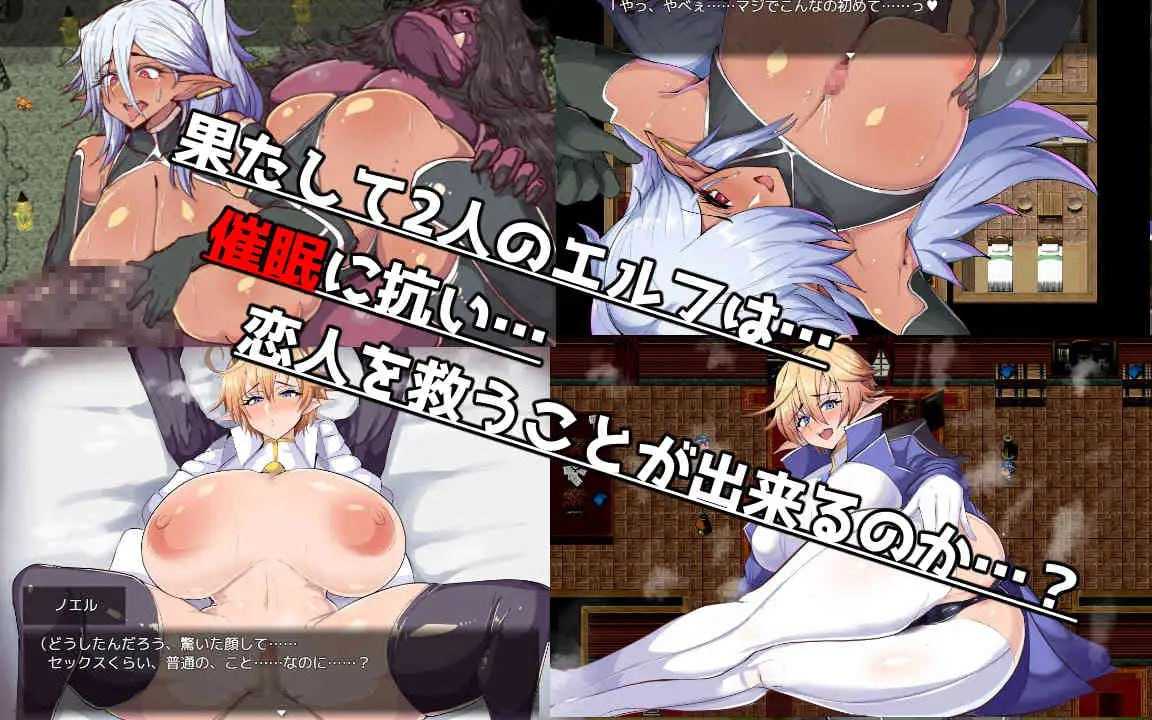 「やっ、やべぇ……マジでこんなの初めて……っ♥
果たして2人のエルフは…
催眠に抗い…
恋人を救うことが出来るのか…？
ノエル
（どうしたんだろう、驚いた顔して……
セックスくらい、普通の、こと……なのに……？